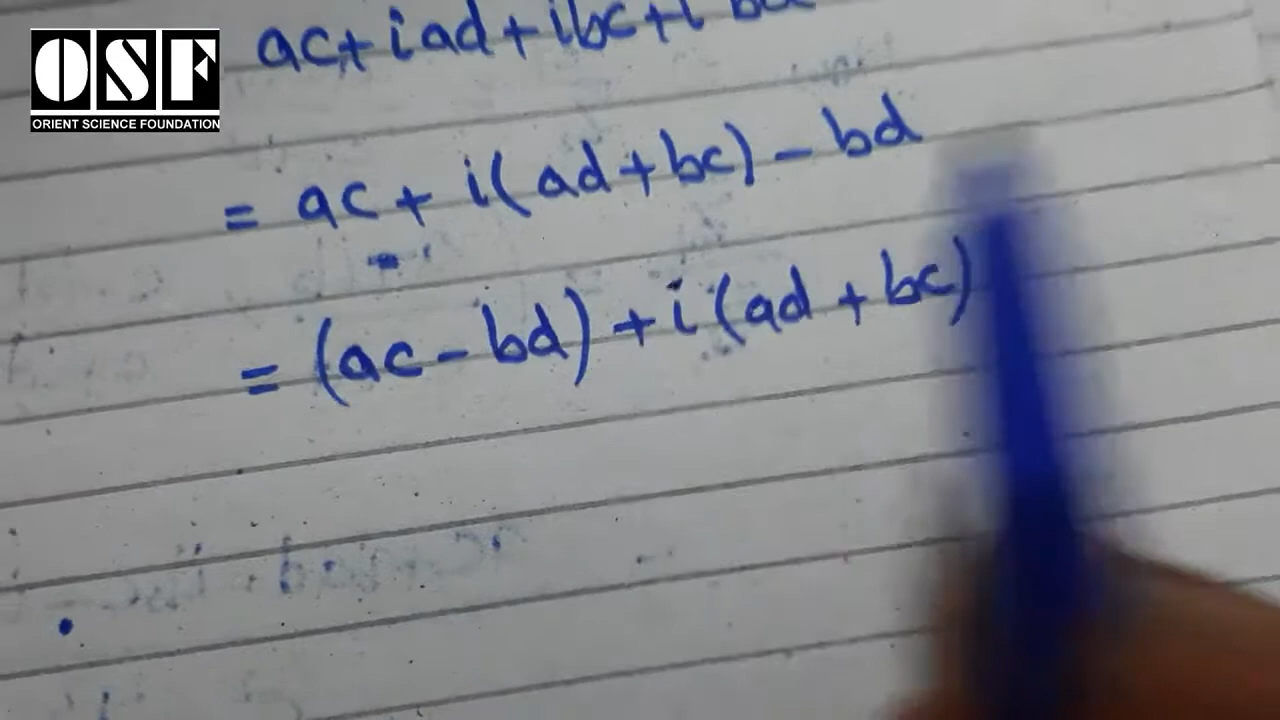 OSF
ORIENT SCIENCE FOUNDATION
ac + iad + ibc + i
= ac + i(ad + bc) - bd
= (ac - bd) + i(ad + bc)